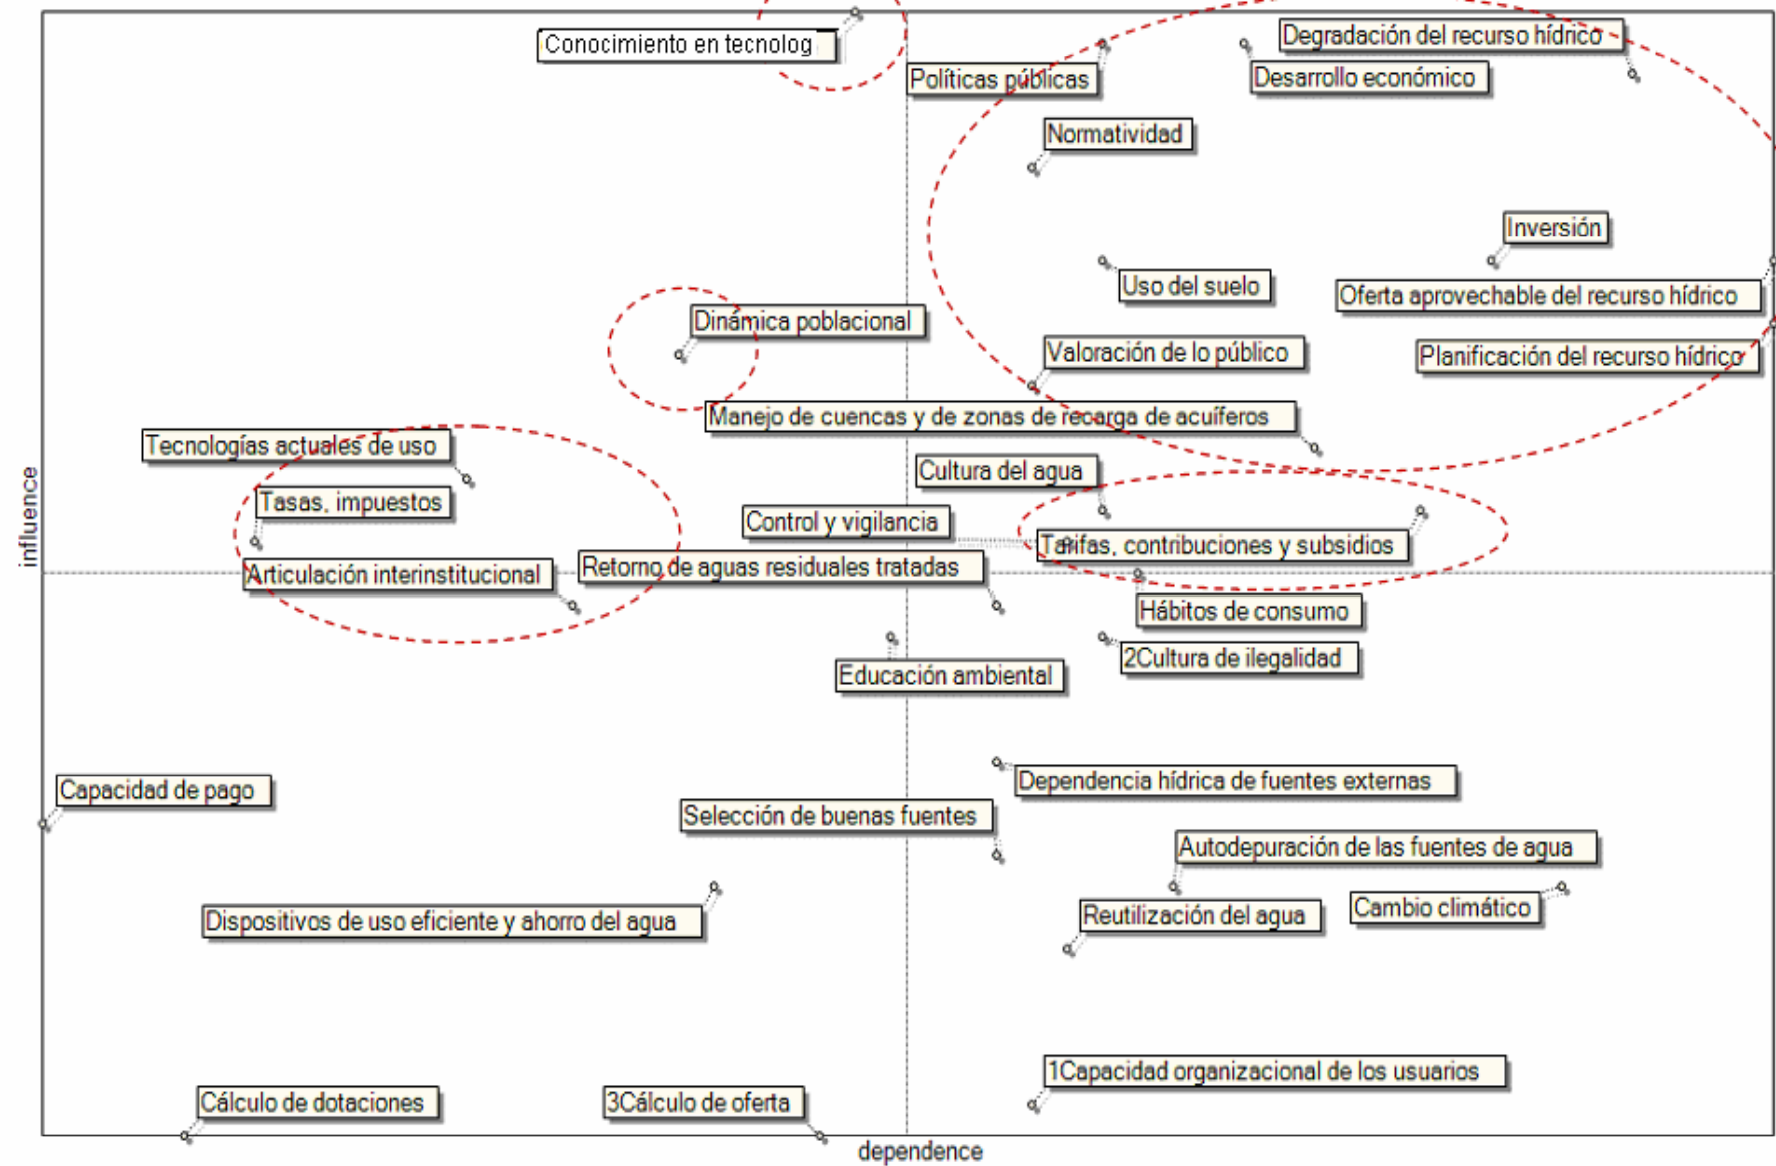 Conocimiento en tecnolog
Degradación del recurso hídrico
Políticas públicas
Desarrollo económico
Normatividad
Inversión
Uso del suelo
Oferta aprovechable del recurso hídrico
Dinámica poblacional
Valoración de lo público
Planificación del recurso hídrico
Manejo de cuencas y de zonas de recarga de acuíferos
Tecnologías actuales de uso
Cultura del agua
Tasas, impuestos
Control y vigilancia
Tarifas, contribuciones y subsidios
influence
Articulación interinstitucional
Retorno de aguas residuales tratadas
Hábitos de consumo
2Cultura de ilegalidad
Educación ambiental
Dependencia hídrica de fuentes externas
Capacidad de pago
Selección de buenas fuentes
Autodepuración de las fuentes de agua
Cambio climático
Reutilización del agua
Dispositivos de uso eficiente y ahorro del agua
1Capacidad organizacional de los usuarios
Cálculo de dotaciones
3Cálculo de oferta
dependence